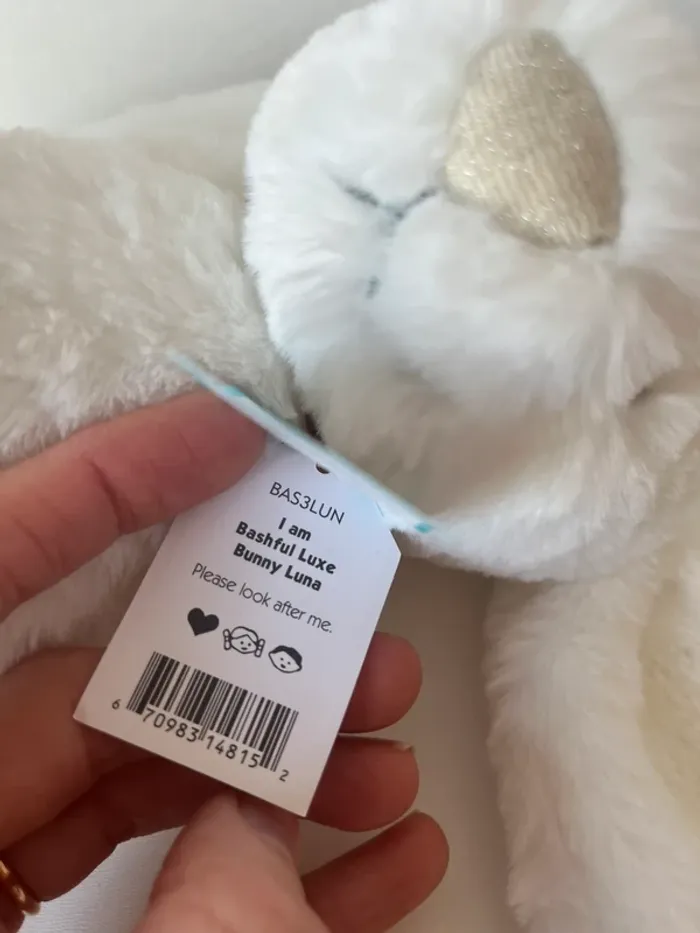 BAS3LUN
I am
Bashful Luxe
Bunny Luna
Please look after me.
6 70983 14815 2